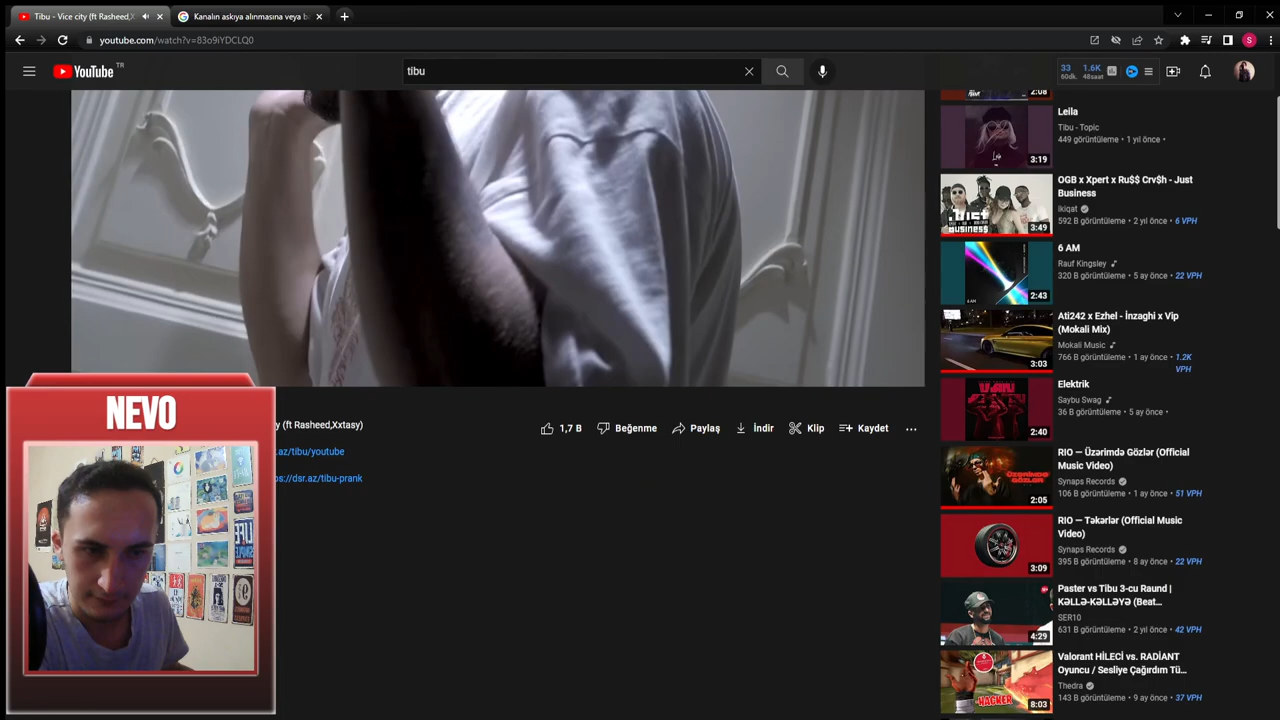 Tibu - Vice city (ft Rasheed,X
Kanalın askıya alınmasına veya ba
youtube.com/watch?v=83o9iYDCLQ0
YouTube TR
tibu
33
60dk.
1.6K
48saat
2:08
Leila
Tibu - Topic
449 görüntüleme • 1 yıl önce •
3:19
OGB x Xpert x Ru$$ Crv$h - Just
Business
ikiqat
592 B görüntüleme • 2 yıl önce • 6 VPH
JUST
BUSINESS
3:49
6 AM
Rauf Kingsley
320 B görüntüleme • 5 ay önce 22 VPH
2:43
Ati242 x Ezhel - İnzaghi x Vip
(Mokali Mix)
Mokali Music
766 B görüntüleme • 1 ay önce • 1.2K
VPH
3:03
Elektrik
Saybu Swag
36 B görüntüleme • 5 ay önce •
2:40
RIO — Üzərimdə Gözlər (Official
Music Video)
Synaps Records
106 B görüntüleme • 1 ay önce • 51 VPH
2:05
RIO — Təkərlər (Official Music
Video)
Synaps Records
395 B görüntüleme • 8 ay önce • 22 VPH
3:09
Paster vs Tibu 3-cu Raund |
KƏLLƏ-KƏLLƏYƏ (Beat...
SER10
631 B görüntüleme • 2 yıl önce • 42 VPH
4:29
Valorant HİLECİ vs. RADİANT
Oyuncu / Sesliye Çağırdım Tü...
Thedra
143 B görüntüleme • 9 ay önce • 37 VPH
HACKER
8:03
NEVO
y (ft Rasheed,Xxtasy)
1,7 B
Beğenme
Paylaş
İndir
Klip
Kaydet
.az/tibu/youtube
ps://dsr.az/tibu-prank